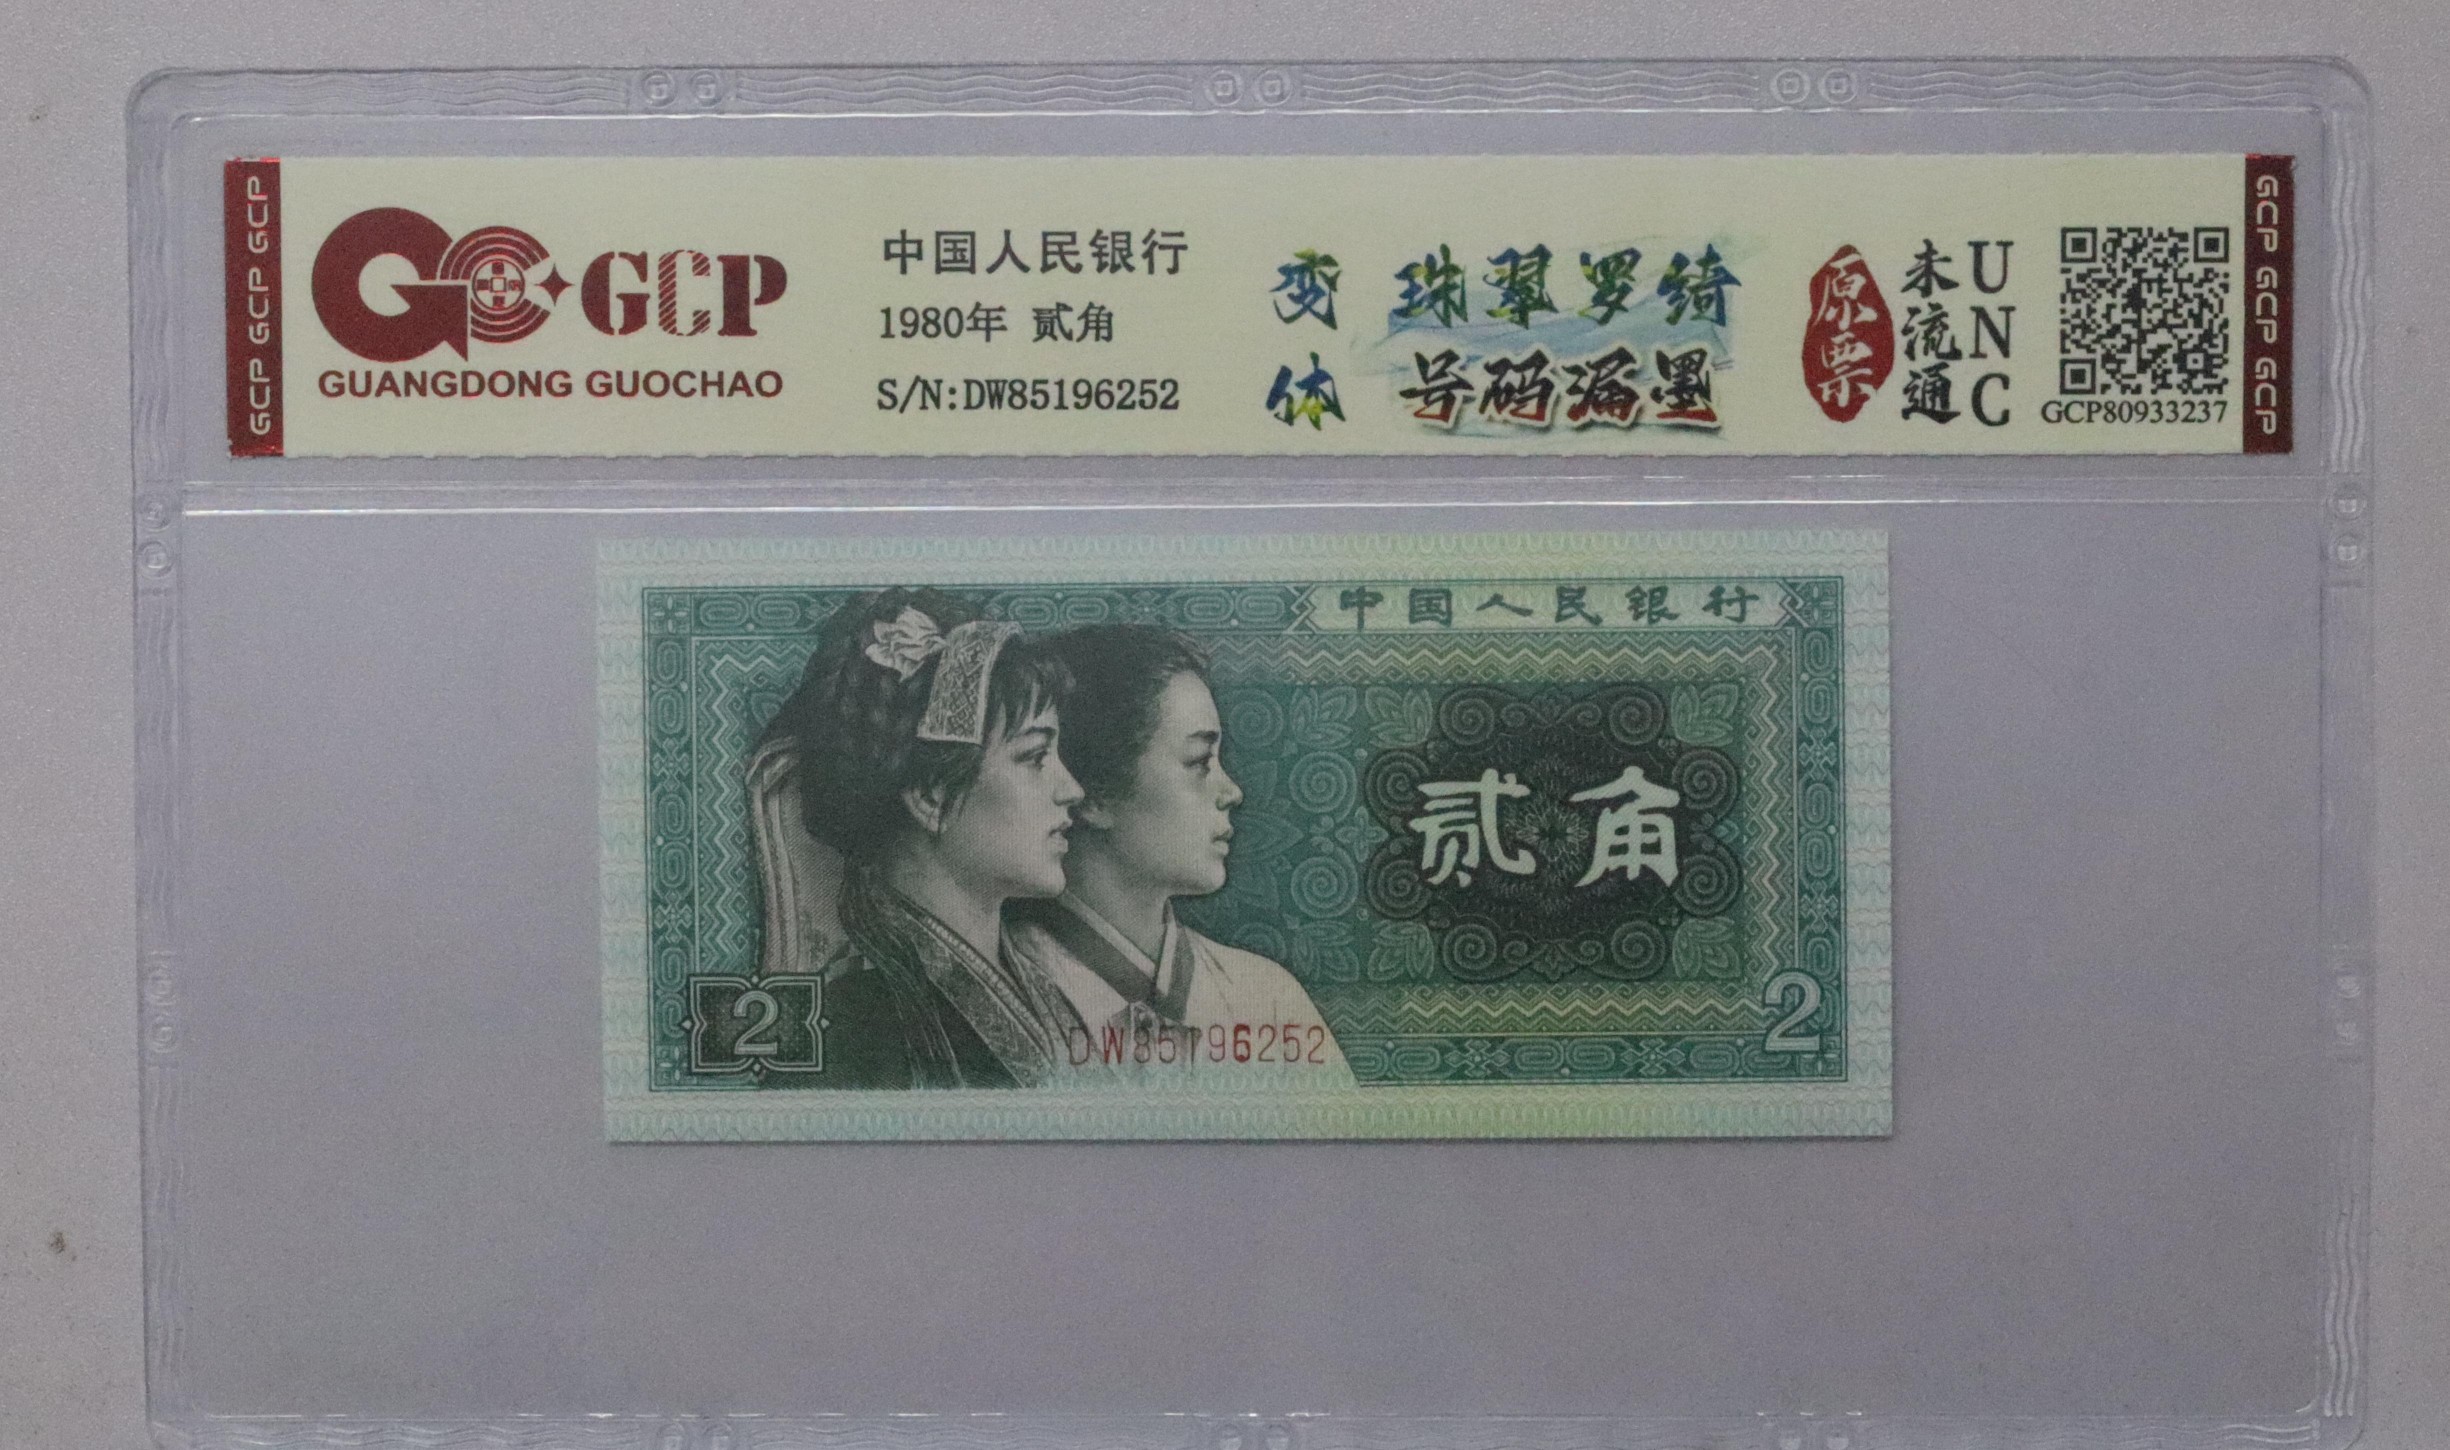 GCP GCP GCP
GCP
GUANGDONG GUOCHAO
中国人民银行
1980年 贰角
S/N:DW85196252
变体
珠翠罗绮
号码漏墨
原票
未流通
UNC
GCP80933237
GCP GCP GCP
中国人民银行
贰角
2
DW85196252
2